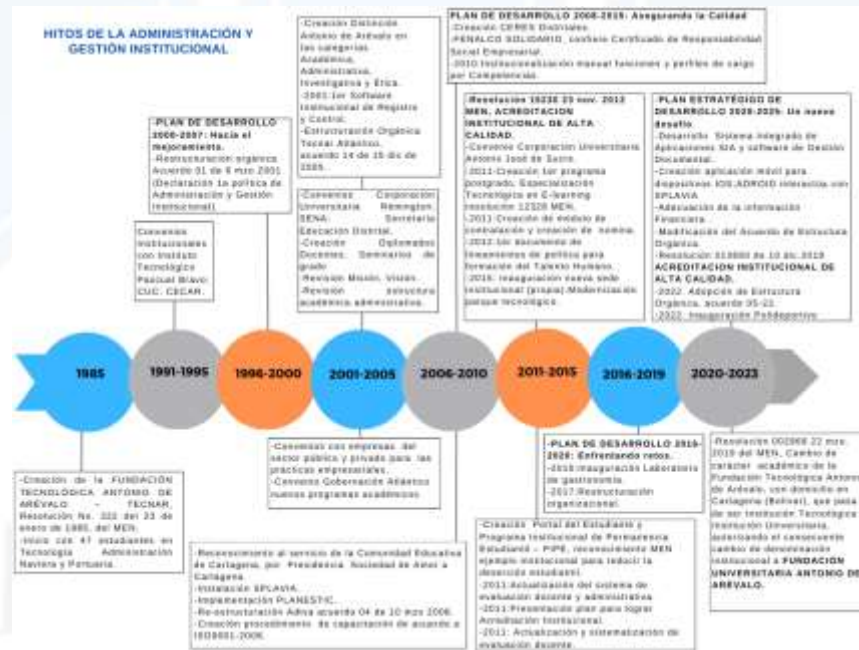 HITOS DE LA ADMINISTRACIÓN Y
GESTIÓN INSTITUCIONAL
-Creación Distinción
Antonio de Arévalo en
las categorías
Académica,
Administrativa,
Investigativa y Ética.
-2001:1er Software
Institucional de Registro
y Control.
-Estructuración Orgánica
Tecnar Atlántico,
acuerdo 14 de 15 dic de
2005.
PLAN DE DESARROLLO 2008-2015: Asegurando la Calidad
-Creación CERES Distritales.
-FENALCO SOLIDARIO, confiere Certificado de Responsabilidad
Social Empresarial.
-2010:Institucionalización manual funciones y perfiles de cargo
por Competencias.
-PLAN DE DESARROLLO
2000-2007: Hacia el
mejoramiento.
-Restructuración orgánica
Acuerdo 01 de 6 mzo 2001
(Declaración 1a política de
Administración y Gestión
Institucional).
Convenios
Institucionales
con Instituto
Tecnológico
Pascual Bravo
CUC, CECAR.
-Convenios Corporación
Universitaria Remington,
SENA, Secretaría
Educación Distrital.
-Creación Diplomados
Docentes, Seminarios de
grado
-Revisión Misión, Visión.
-Revisión estructura
académica administrativa.
-Resolución 23 nov. 2013
MEN, ACREDITACION
INSTITUCIONAL DE ALTA
CALIDAD.
-Convenio Corporación Universitaria
Antonio José de Sucre.
-2011:Creación 1er programa
postgrado, Especialización
Tecnológica en E-learning
resolución MEN.
-2011:Creación de módulo de
contratación y creación de nómina.
-2012:1er documento de
lineamientos de política para
formación del Talento Humano.
-2015: Inauguración nueva sede
Institucional (propia).Modernización
parque tecnológico
-PLAN ESTRATÉGICO DE
DESARROLLO 2020-2025: Un nuevo
desafío
-Desarrollo Sistema Integrado de
Aplicaciones SIA y software de Gestión
Documental.
-Creación aplicación móvil para
dispositivos IOS,ADROID interactiva con
SPLAVIA
-Adecuación de la información
Financiera
-Modificación del Acuerdo de Estructura
Orgánica.
-Resolución de 10 dic 2019
ACREDITACION INSTITUCIONAL DE
ALTA CALIDAD.
-2022. Adopción de Estructura
Orgánica, acuerdo 05-22.
-2022. Inauguración Polideportivo
1985
1991-1995
1996-2000
2001-2005
2006-2010
2011-2015
2016-2019
2020-2023
-Creación de la FUNDACIÓN
TECNOLÓGICA ANTONIO DE
ARÉVALO - TECNAR,
Resolución No. del 23 de
enero de 1985, del MEN.
-Inicio con 47 estudiantes en
Tecnología Administración
Naviera y Portuaria.
-Convenios con empresas del
sector público y privado para las
prácticas empresariales.
-Convenio Gobernación Atlántico
nuevos programas académicos
-Reconocimiento al servicio de la Comunidad Educativa
de Cartagena, por Presidencia Sociedad de Amor a
Cartagena
-Instalación SPLAVIA.
-Implementación PLANESTIC.
-Re-estructuración Adtva acuerdo 04 de 10 mzo 2008.
-Creación procedimiento de capacitación de acuerdo a
ISO9001-2008.
-PLAN DE DESARROLLO 2016-
2020: Enfrentando retos.
-2016:Inauguración Laboratorio
de gastronomía.
-2017:Restructuración
organizacional.
-Creación Portal del Estudiante y
Programa Institucional de Permanencia
Estudiantil - PIPE, reconocimiento MEN
ejemplo institucional para reducir la
deserción estudiantil.
-2011:Actualización del sistema de
evaluación docente y administrativa
-2011:Presentación plan para lograr
Acreditación Institucional.
-2011: Actualización y sistematización de
evaluación docente.
-Resolución 22 mzo.
2019 del MEN, Cambio de
carácter académico de la
Fundación Tecnológica Antonio
de Arévalo, con domicilio en
Cartagena (Bolívar), que pasa
de ser Institución Tecnológica a
Institución Universitaria,
autorizando el consecuente
cambio de denominación
institucional a FUNDACIÓN
UNIVERSITARIA ANTONIO DE
ARÉVALO.